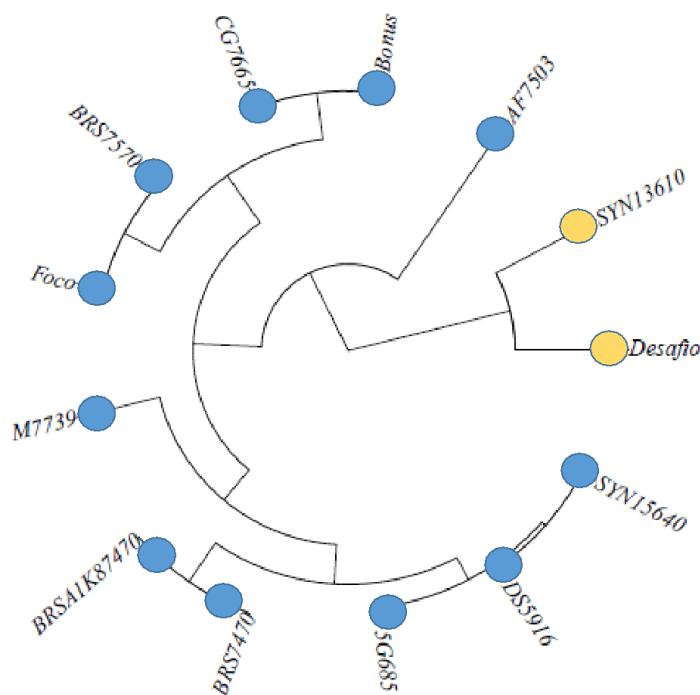 CG7665
Bonus
AF7503
BRS7570
SYN13610
Foco
Desafio
M7739
SYN15640
BRSA1K87470
BRS7470
5G685
DS5916